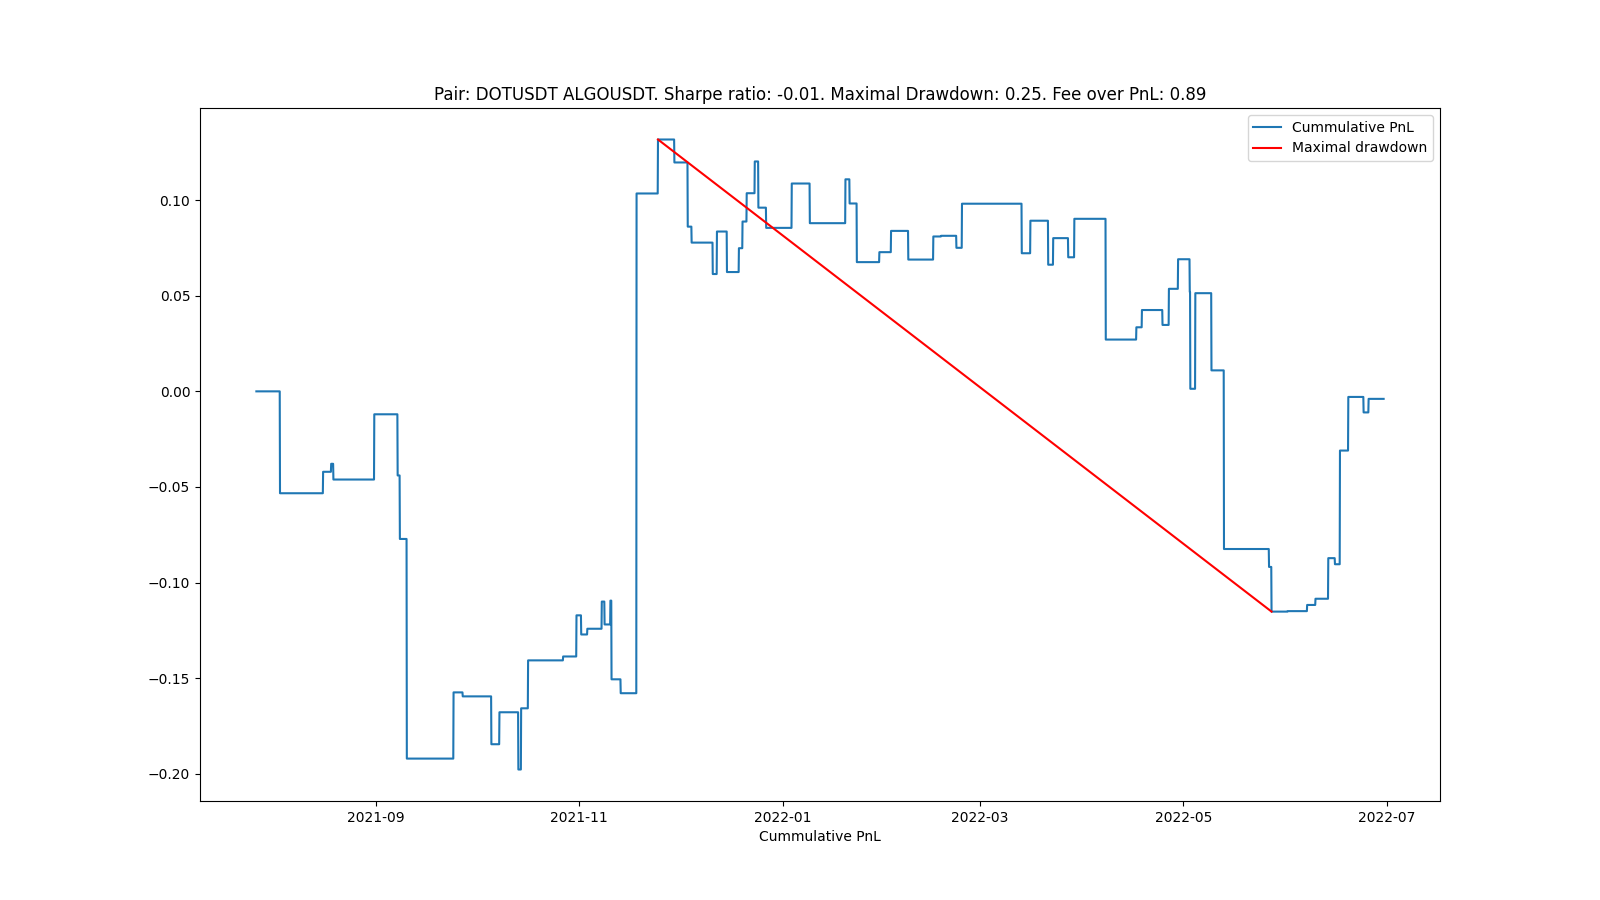 Pair: DOTUSDT ALGOUSDT. Sharpe ratio: -0.01. Maximal Drawdown: 0.25. Fee over PnL: 0.89
Cummulative PnL
Maximal drawdown
0.10
0.05
0.00
−0.05
−0.10
−0.15
−0.20
2021-09 2021-11 2022-01 2022-03 2022-05 2022-07
Cummulative PnL